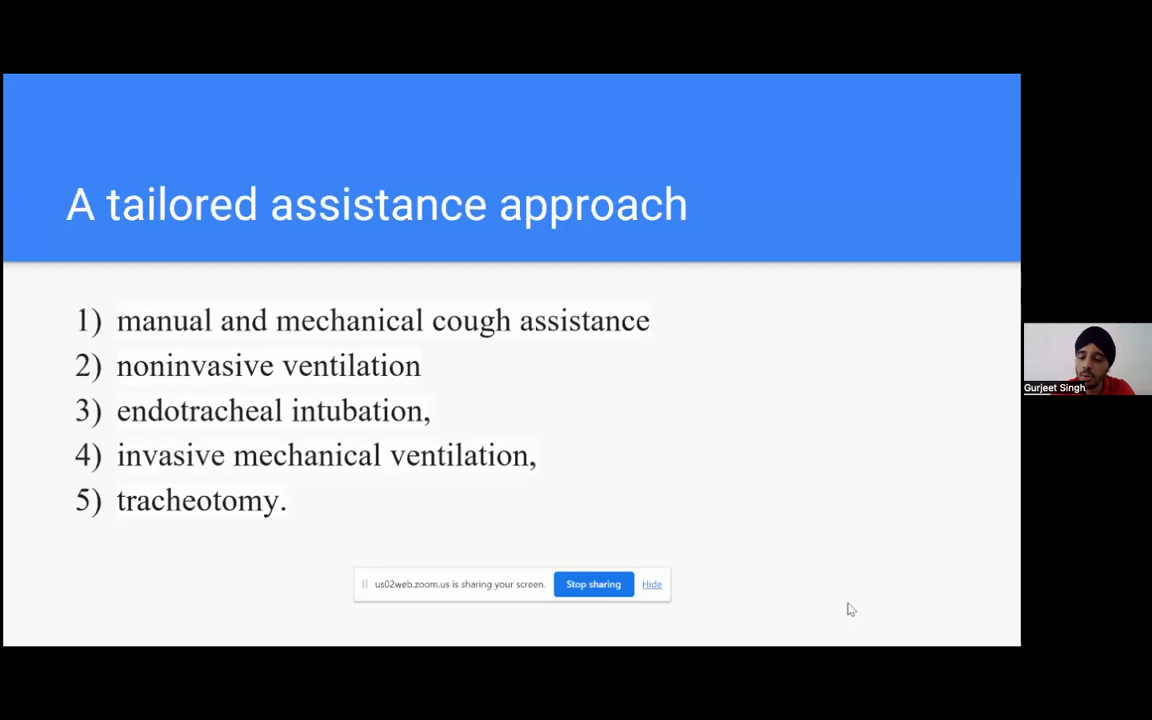 A tailored assistance approach
1) manual and mechanical cough assistance
2) noninvasive ventilation
3) endotracheal intubation,
4) invasive mechanical ventilation,
5) tracheotomy.
us02web.zoom.us is sharing your screen. Stop sharing Hide
Gurjeet Singh